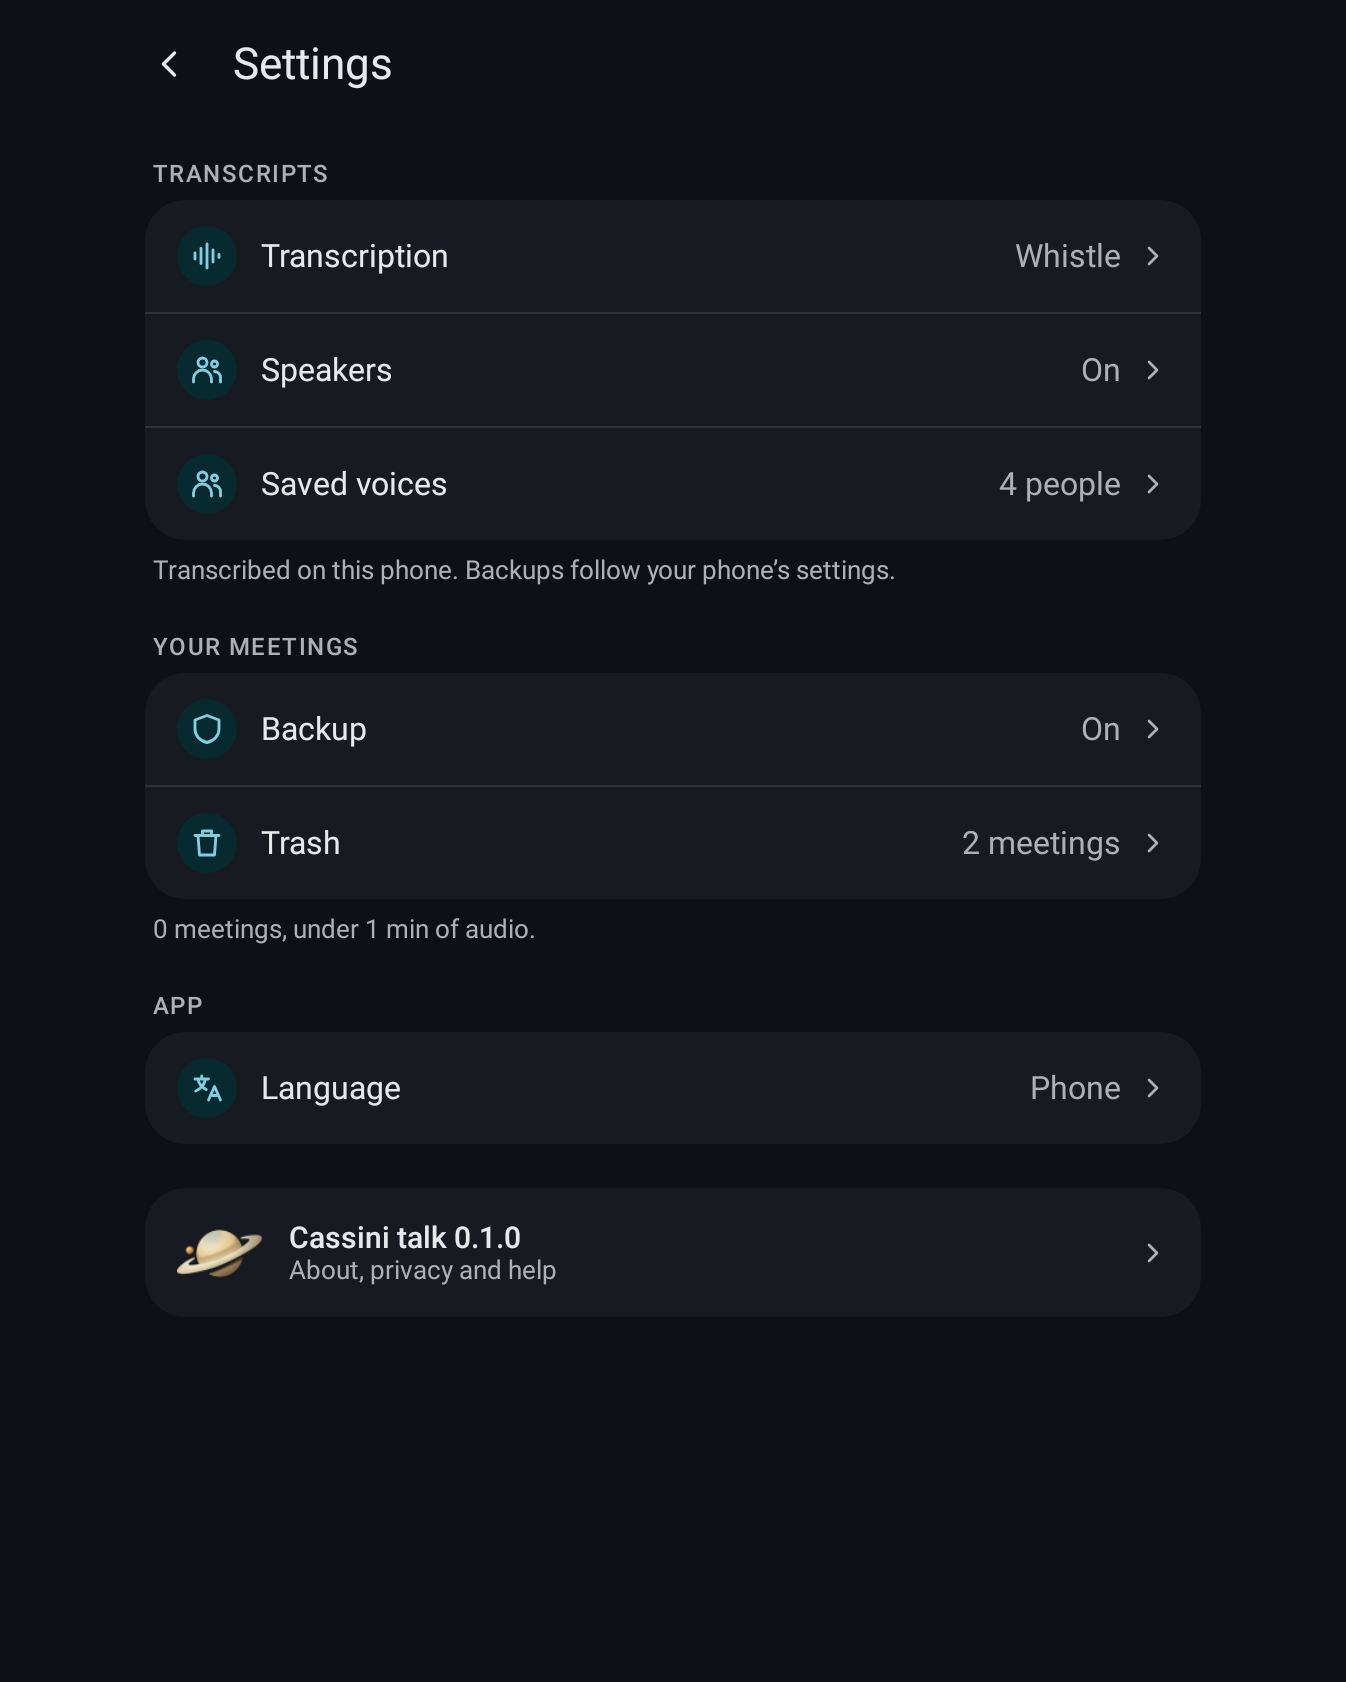 Settings
TRANSCRIPTS
Transcription Whistle
Speakers On
Saved voices 4 people
Transcribed on this phone. Backups follow your phone’s settings.
YOUR MEETINGS
Backup On
Trash 2 meetings
0 meetings, under 1 min of audio.
APP
Language Phone
Cassini talk 0.1.0
About, privacy and help